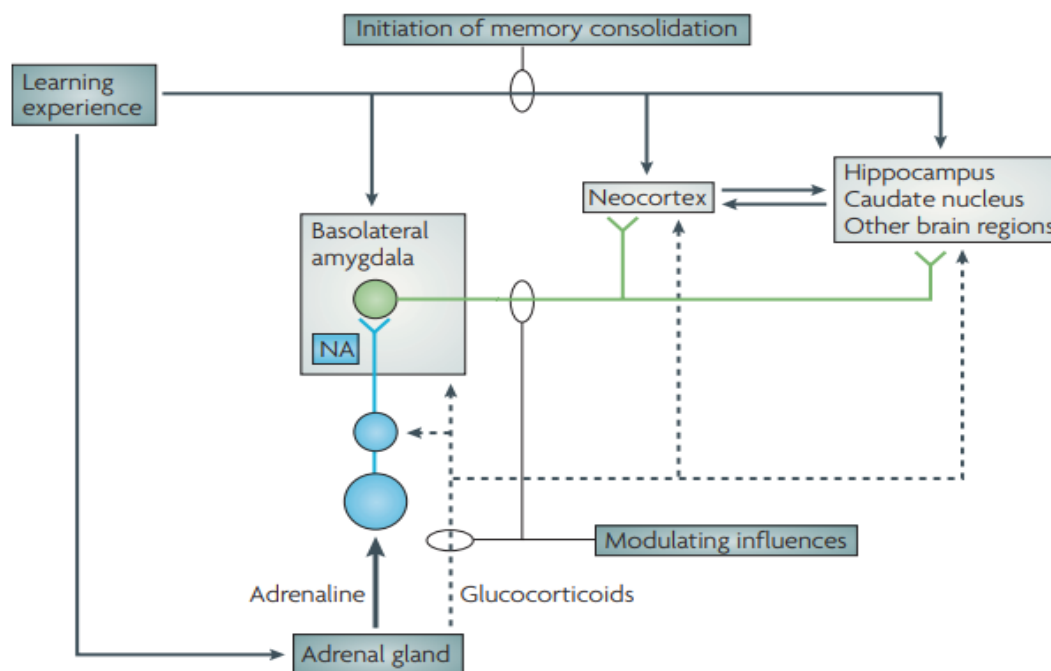 Initiation of memory consolidation
Learning
experience
Hippocampus
Caudate nucleus
Other brain regions
Neocortex
Basolateral
amygdala
NA
Modulating influences
Adrenaline
Glucocorticoids
Adrenal gland